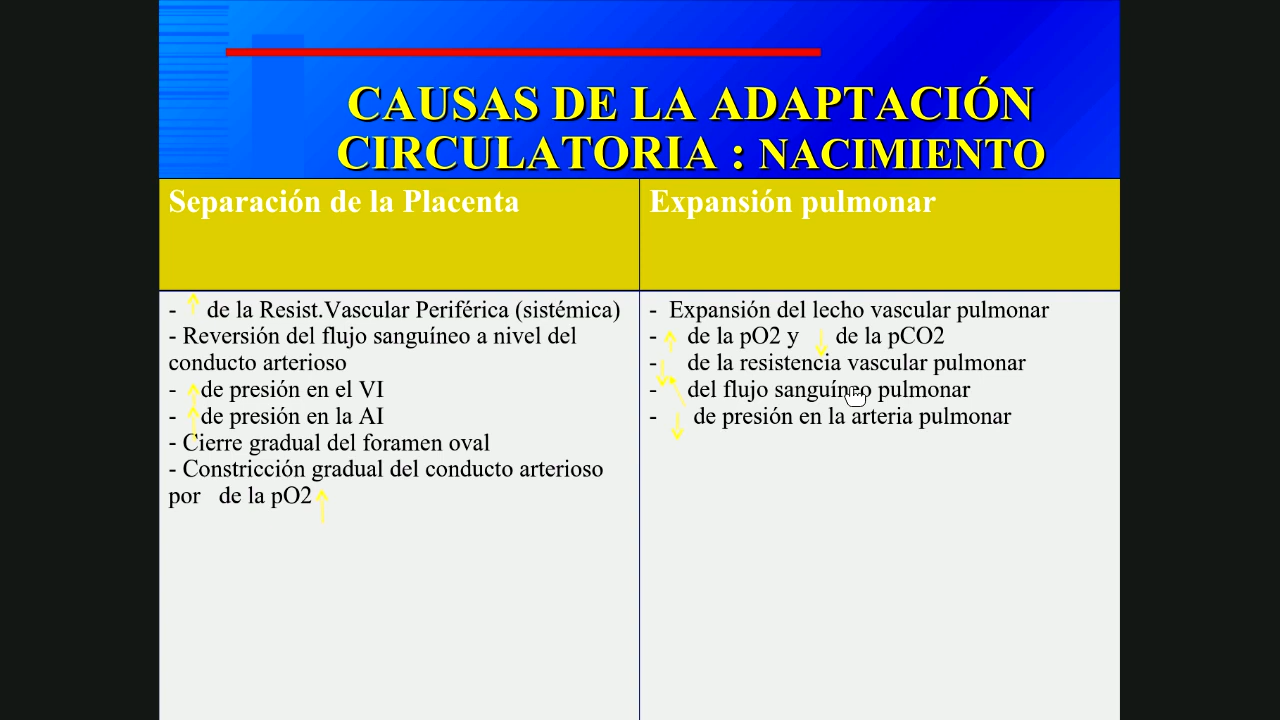 CAUSAS DE LA ADAPTACIÓN
CIRCULATORIA : NACIMIENTO
Separación de la Placenta
- ↑ de la Resist.Vascular Periférica (sistémica)
- Reversión del flujo sanguíneo a nivel del
conducto arterioso
- ↑ de presión en el VI
- ↑ de presión en la AI
- Cierre gradual del foramen oval
- Constricción gradual del conducto arterioso
por de la pO2 ↑
Expansión pulmonar
- Expansión del lecho vascular pulmonar
- ↑ de la pO2 y ↓ de la pCO2
- ↓ de la resistencia vascular pulmonar
- ↑ del flujo sanguíneo pulmonar
- ↓ de presión en la arteria pulmonar